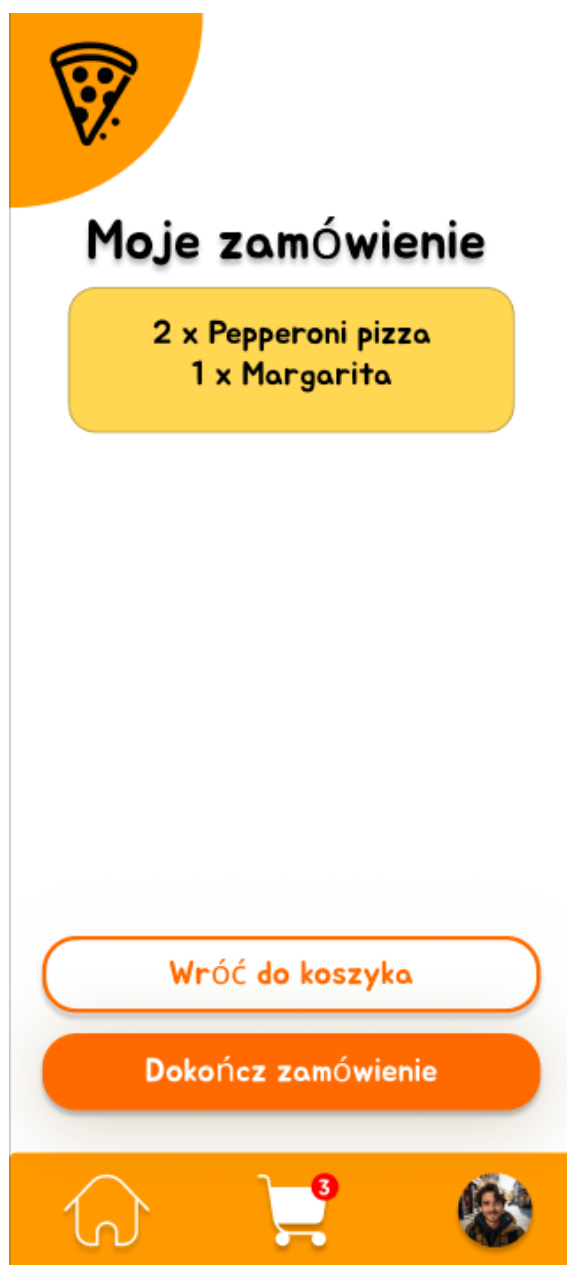 Moje zamówienie
2 x Pepperoni pizza
1 x Margarita
Wróć do koszyka
Dokończ zamówienie
3